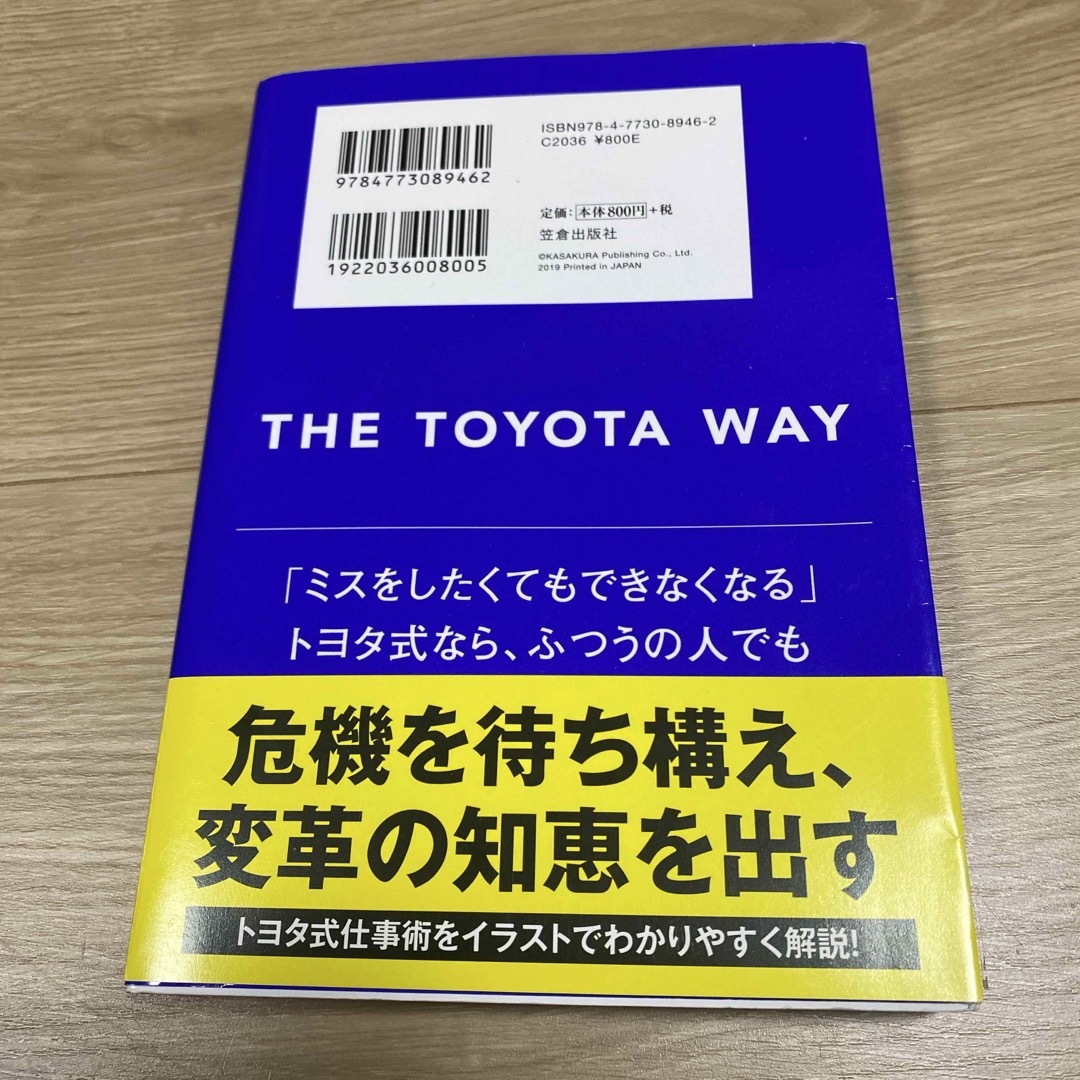 ISBN978-4-7730-8946-2
C2036 ¥800E
9784773089462
定価:本体800円+税
笠倉出版社
1922036008005
©KASAKURA Publishing Co., Ltd.
2019 Printed in JAPAN
THE TOYOTA WAY
「ミスをしたくてもできなくなる」
トヨタ式なら、ふつうの人でも
危機を待ち構え、
変革の知恵を出す
トヨタ式仕事術をイラストでわかりやすく解説!